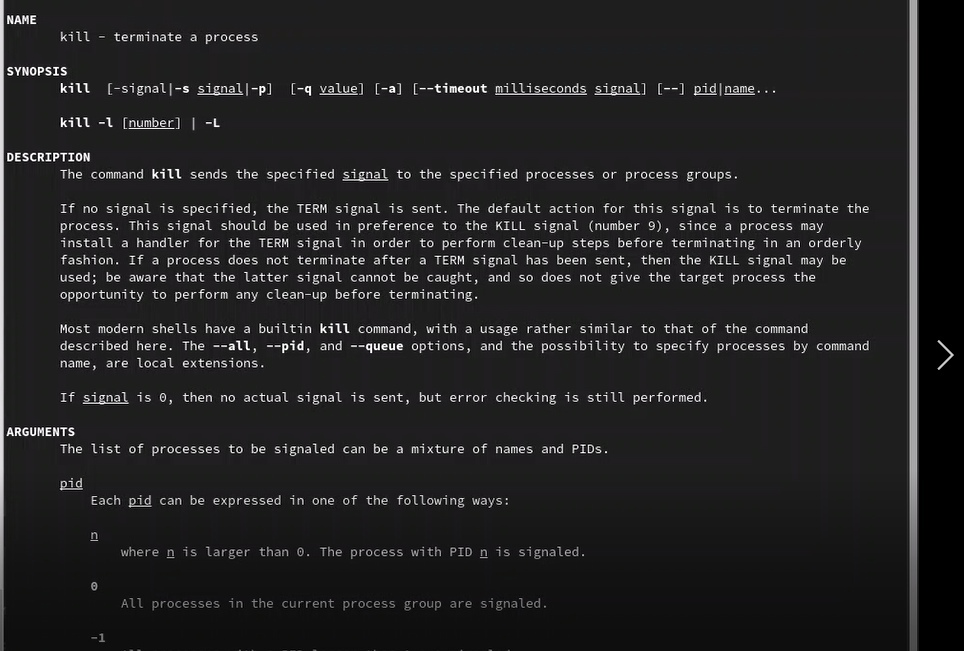 NAME
kill - terminate a process
SYNOPSIS
kill [-signal|-s signal|-p] [-q value] [-a] [--timeout milliseconds signal] [--] pid|name...
kill -l [number] | -L
DESCRIPTION
The command kill sends the specified signal to the specified processes or process groups.
If no signal is specified, the TERM signal is sent. The default action for this signal is to terminate the
process. This signal should be used in preference to the KILL signal (number 9), since a process may
install a handler for the TERM signal in order to perform clean-up steps before terminating in an orderly
fashion. If a process does not terminate after a TERM signal has been sent, then the KILL signal may be
used; be aware that the latter signal cannot be caught, and so does not give the target process the
opportunity to perform any clean-up before terminating.
Most modern shells have a builtin kill command, with a usage rather similar to that of the command
described here. The --all, --pid, and --queue options, and the possibility to specify processes by command
name, are local extensions.
If signal is 0, then no actual signal is sent, but error checking is still performed.
ARGUMENTS
The list of processes to be signaled can be a mixture of names and PIDs.
pid
Each pid can be expressed in one of the following ways:
n
where n is larger than 0. The process with PID n is signaled.
0
All processes in the current process group are signaled.
-1